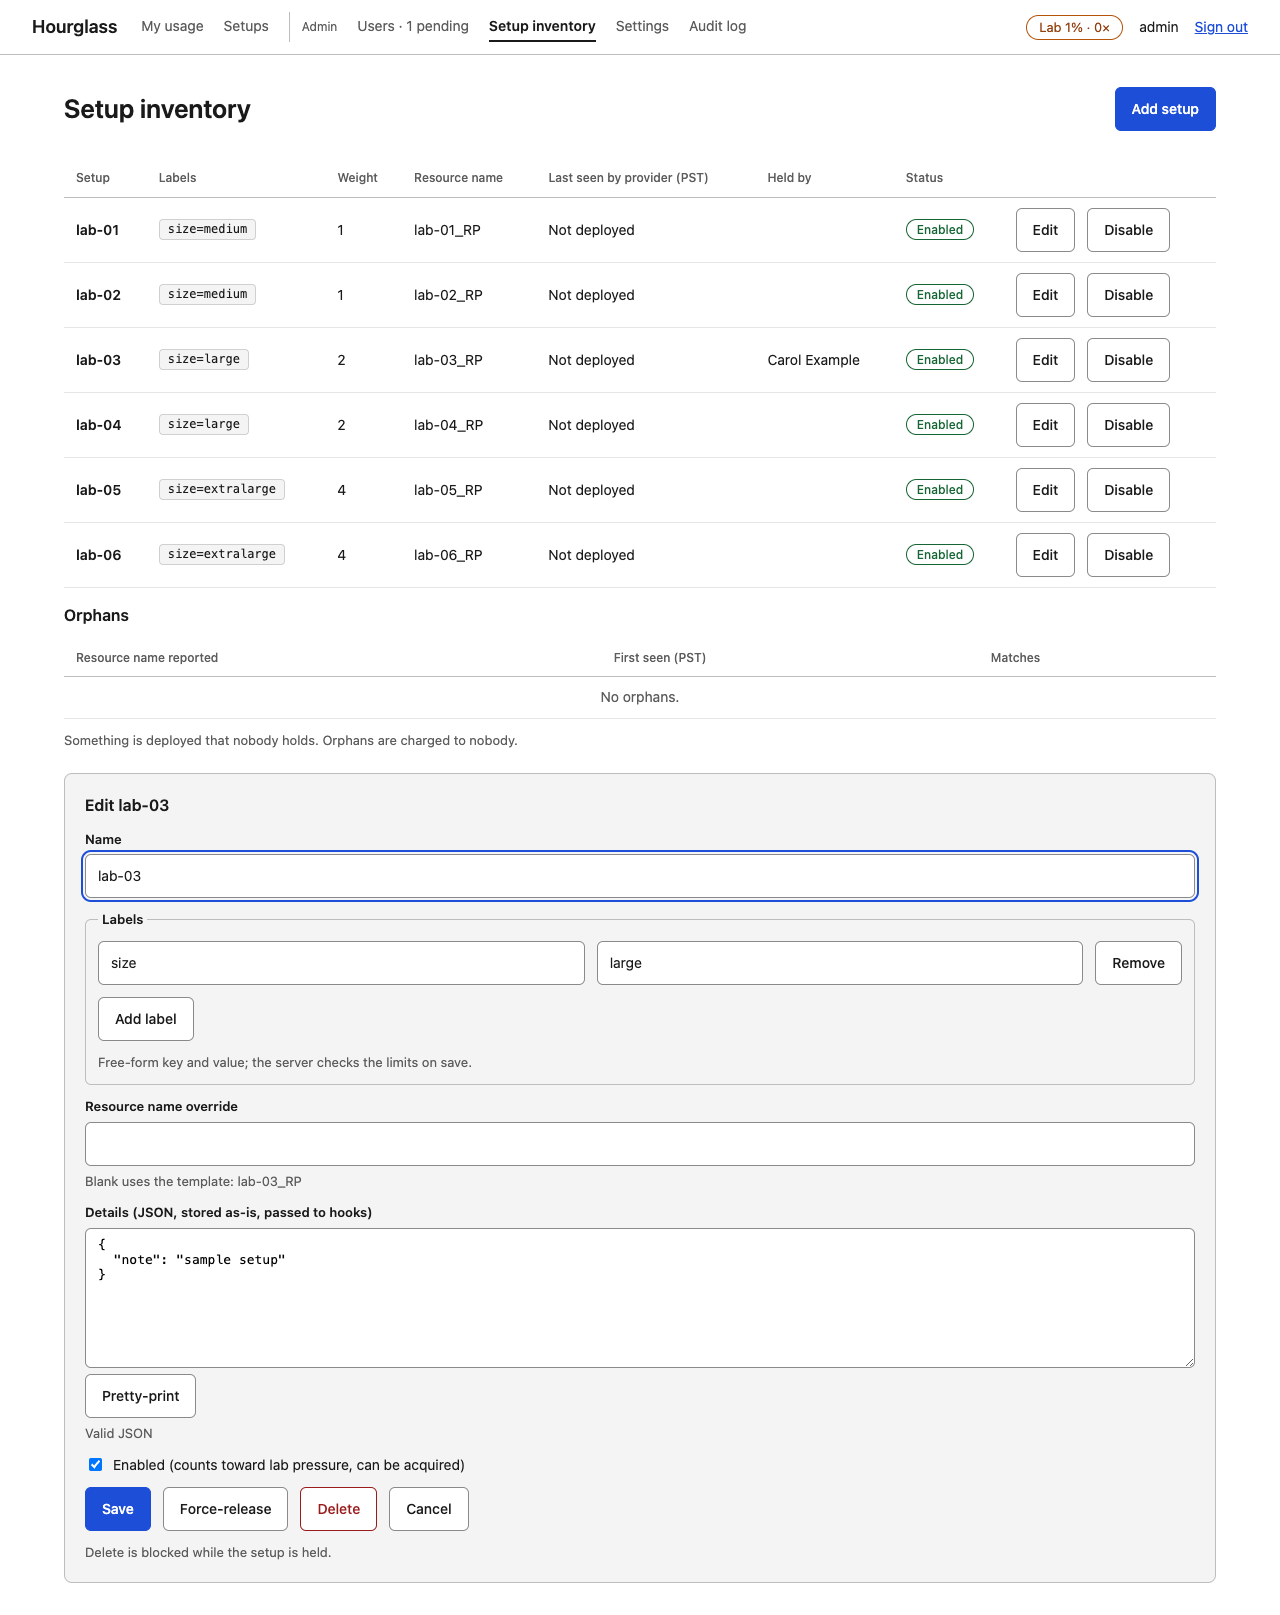 Hourglass My usage Setups Admin Users · 1 pending Setup inventory Settings Audit log Lab 1% · 0× admin Sign out
Setup inventory Add setup
Setup Labels Weight Resource name Last seen by provider (PST) Held by Status
lab-01 size=medium 1 lab-01_RP Not deployed Enabled Edit Disable
lab-02 size=medium 1 lab-02_RP Not deployed Enabled Edit Disable
lab-03 size=large 2 lab-03_RP Not deployed Carol Example Enabled Edit Disable
lab-04 size=large 2 lab-04_RP Not deployed Enabled Edit Disable
lab-05 size=extralarge 4 lab-05_RP Not deployed Enabled Edit Disable
lab-06 size=extralarge 4 lab-06_RP Not deployed Enabled Edit Disable
Orphans
Resource name reported First seen (PST) Matches
No orphans.
Something is deployed that nobody holds. Orphans are charged to nobody.
Edit lab-03
Name
lab-03
Labels
size large Remove
Add label
Free-form key and value; the server checks the limits on save.
Resource name override
Blank uses the template: lab-03_RP
Details (JSON, stored as-is, passed to hooks)
{
  "note": "sample setup"
}
Pretty-print
Valid JSON
Enabled (counts toward lab pressure, can be acquired)
Save Force-release Delete Cancel
Delete is blocked while the setup is held.